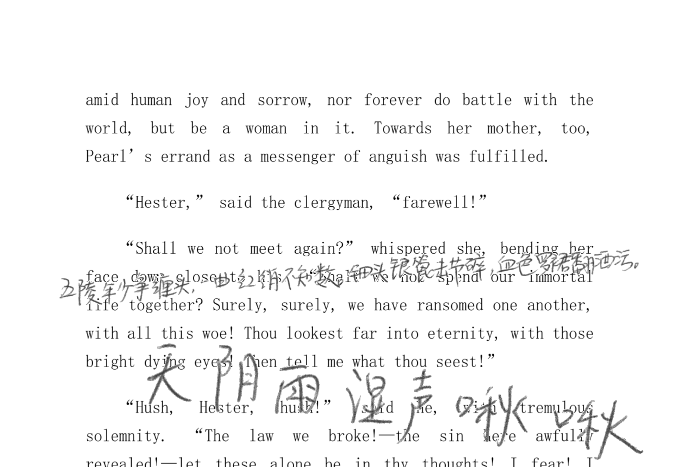 amid human joy and sorrow, nor forever do battle with the
world, but be a woman in it. Towards her mother, too,
Pearl’s errand as a messenger of anguish was fulfilled.
“Hester,” said the clergyman, “farewell!”
“Shall we not meet again?” whispered she, bending her
face down close to his. “Shall we not spend our immortal
五陵年少争缠头,一曲红绡不知数。钿头银篦击节碎,血色罗裙翻酒污。
life together? Surely, surely, we have ransomed one another,
with all this woe! Thou lookest far into eternity, with those
bright dying eyes! Then tell me what thou seest!”
天阴雨湿声啾啾
“Hush, Hester, hush!” said he, with tremulous
solemnity. “The law we broke!—the sin here awfully
revealed!—let these alone be in thy thoughts! I fear! I